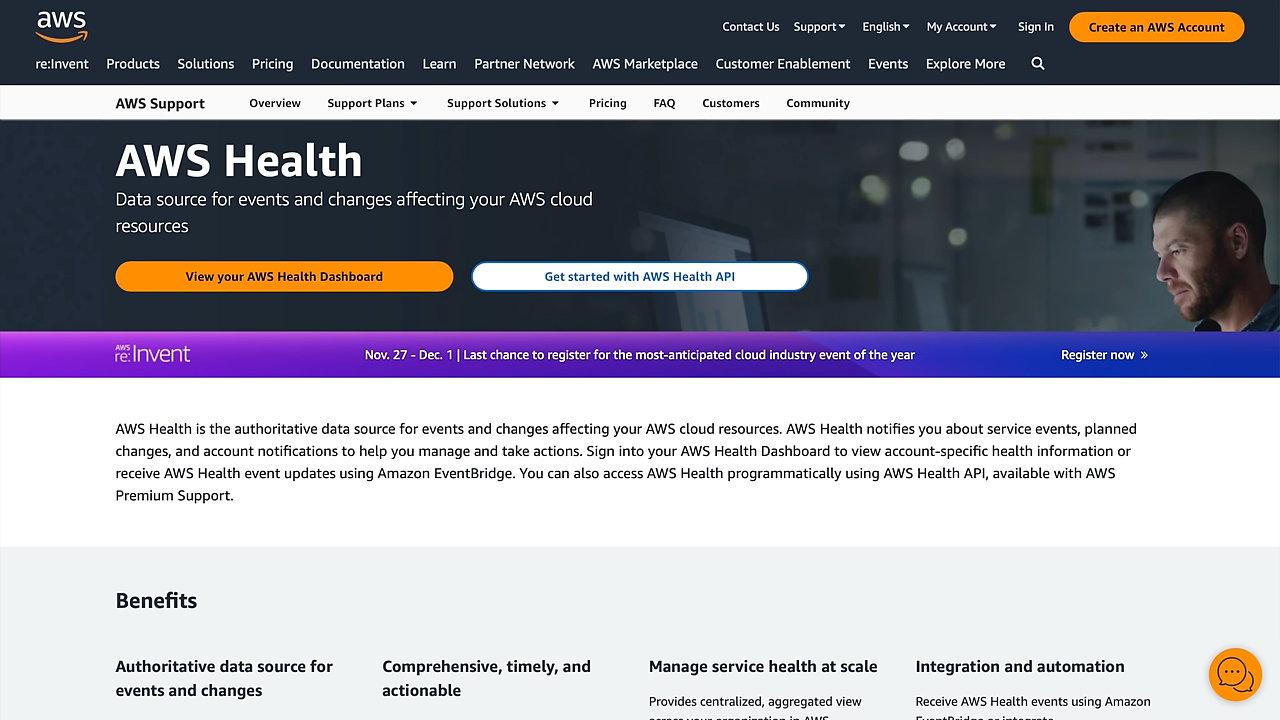 aws
Contact Us Support English My Account Sign In Create an AWS Account
re:Invent Products Solutions Pricing Documentation Learn Partner Network AWS Marketplace Customer Enablement Events Explore More
AWS Support Overview Support Plans Support Solutions Pricing FAQ Customers Community
AWS Health
Data source for events and changes affecting your AWS cloud
resources
View your AWS Health Dashboard Get started with AWS Health API
AWS
re:Invent Nov. 27 - Dec. 1 | Last chance to register for the most-anticipated cloud industry event of the year Register now »
AWS Health is the authoritative data source for events and changes affecting your AWS cloud resources. AWS Health notifies you about service events, planned
changes, and account notifications to help you manage and take actions. Sign into your AWS Health Dashboard to view account-specific health information or
receive AWS Health event updates using Amazon EventBridge. You can also access AWS Health programmatically using AWS Health API, available with AWS
Premium Support.
Benefits
Authoritative data source for
events and changes
Comprehensive, timely, and
actionable
Manage service health at scale
Provides centralized, aggregated view
across your organization in AWS
Integration and automation
Receive AWS Health events using Amazon
EventBridge or integrate